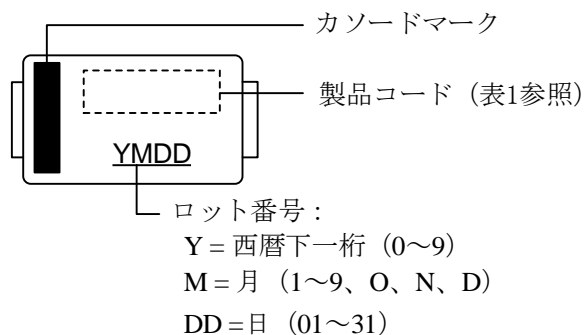 カソードマーク
製品コード（表1参照）
YMDD
ロット番号：
Y = 西暦下一桁（0～9）
M = 月（1～9、O、N、D）
DD =日（01～31）